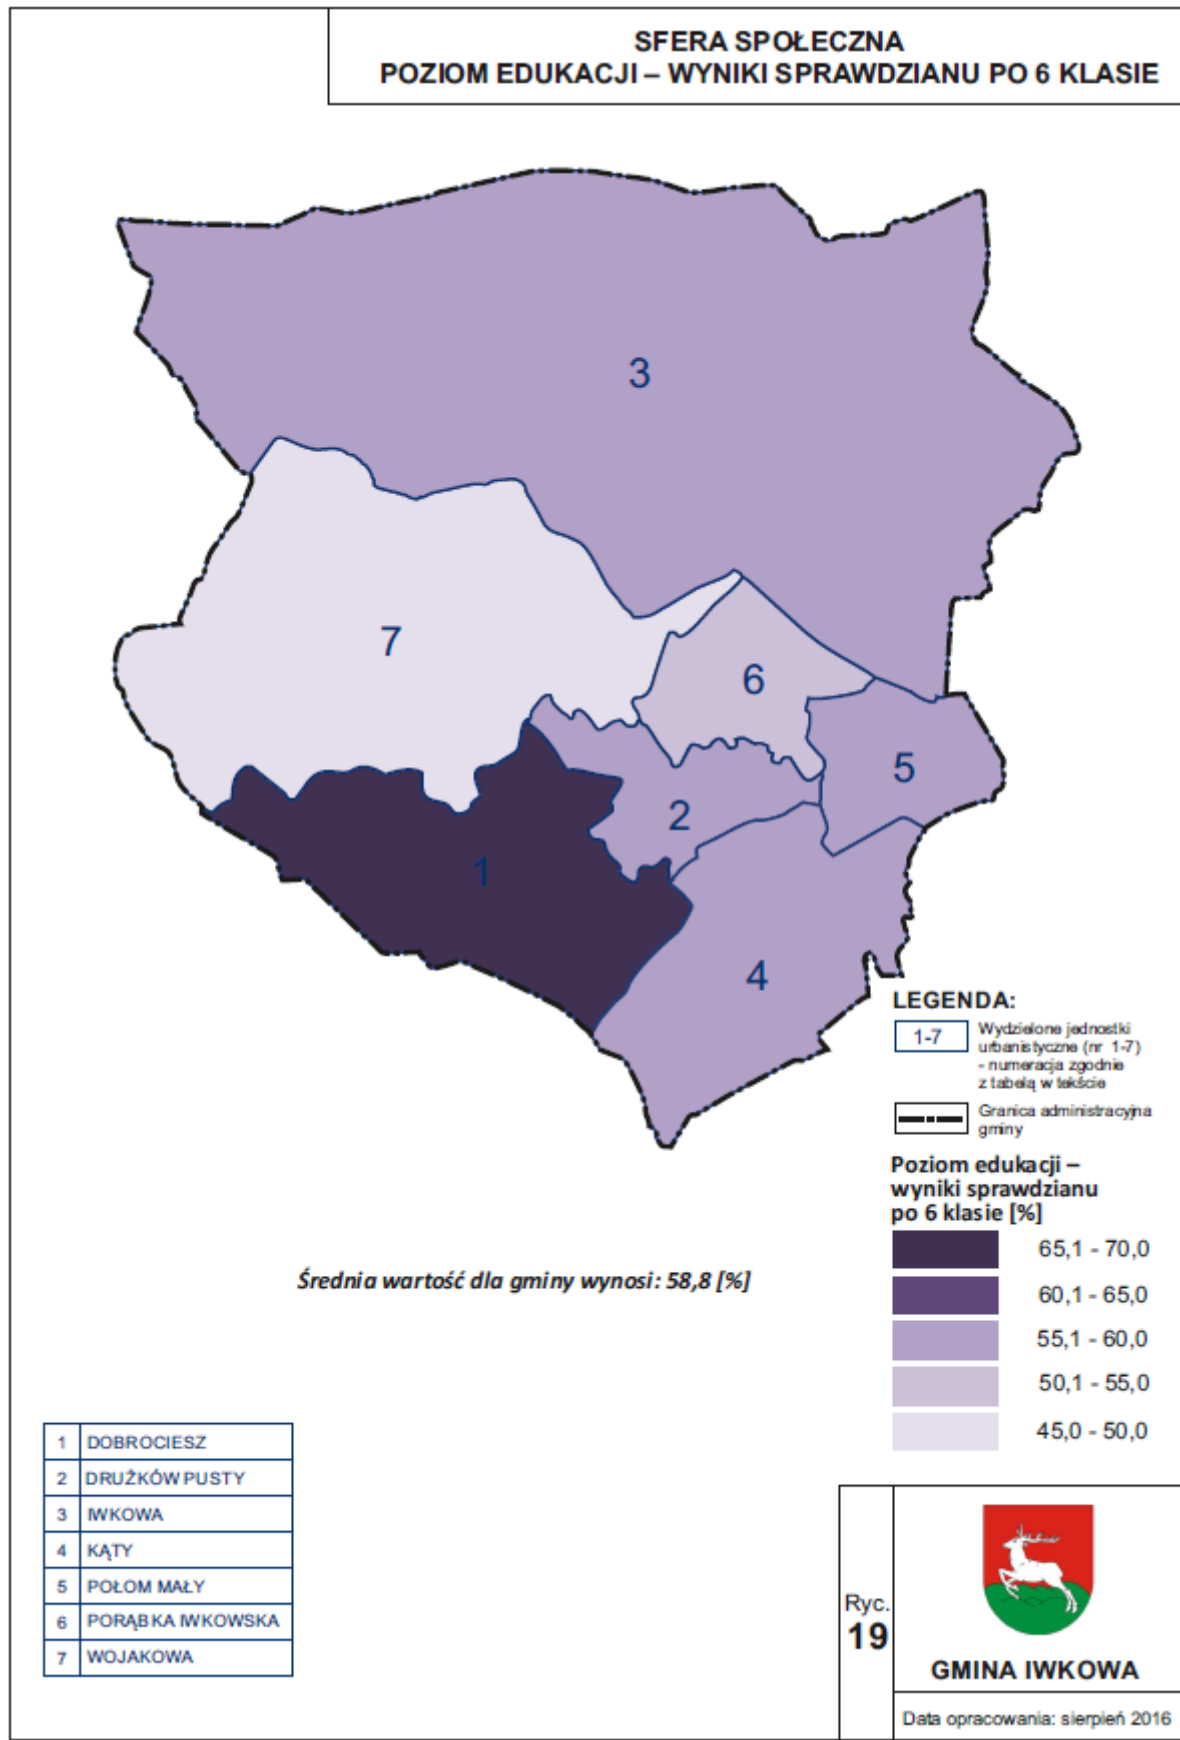 SFERA SPOŁECZNA
POZIOM EDUKACJI – WYNIKI SPRAWDZIANU PO 6 KLASIE
3
7
6
5
2
1
4
LEGENDA:
1-7
Wydzielone jednostki
urbanistyczne (nr 1-7)
- numeracja zgodnie
z tabelą w tekście
Granica administracyjna
gminy
Poziom edukacji –
wyniki sprawdzianu
po 6 klasie [%]
65,1 - 70,0
60,1 - 65,0
55,1 - 60,0
50,1 - 55,0
45,0 - 50,0
Średnia wartość dla gminy wynosi: 58,8 [%]
1 DOBROCIESZ
2 DRUŻKÓW PUSTY
3 IWKOWA
4 KĄTY
5 POŁOM MAŁY
6 PORĄBKA IWKOWSKA
7 WOJAKOWA
Ryc.
19
GMINA IWKOWA
Data opracowania: sierpień 2016